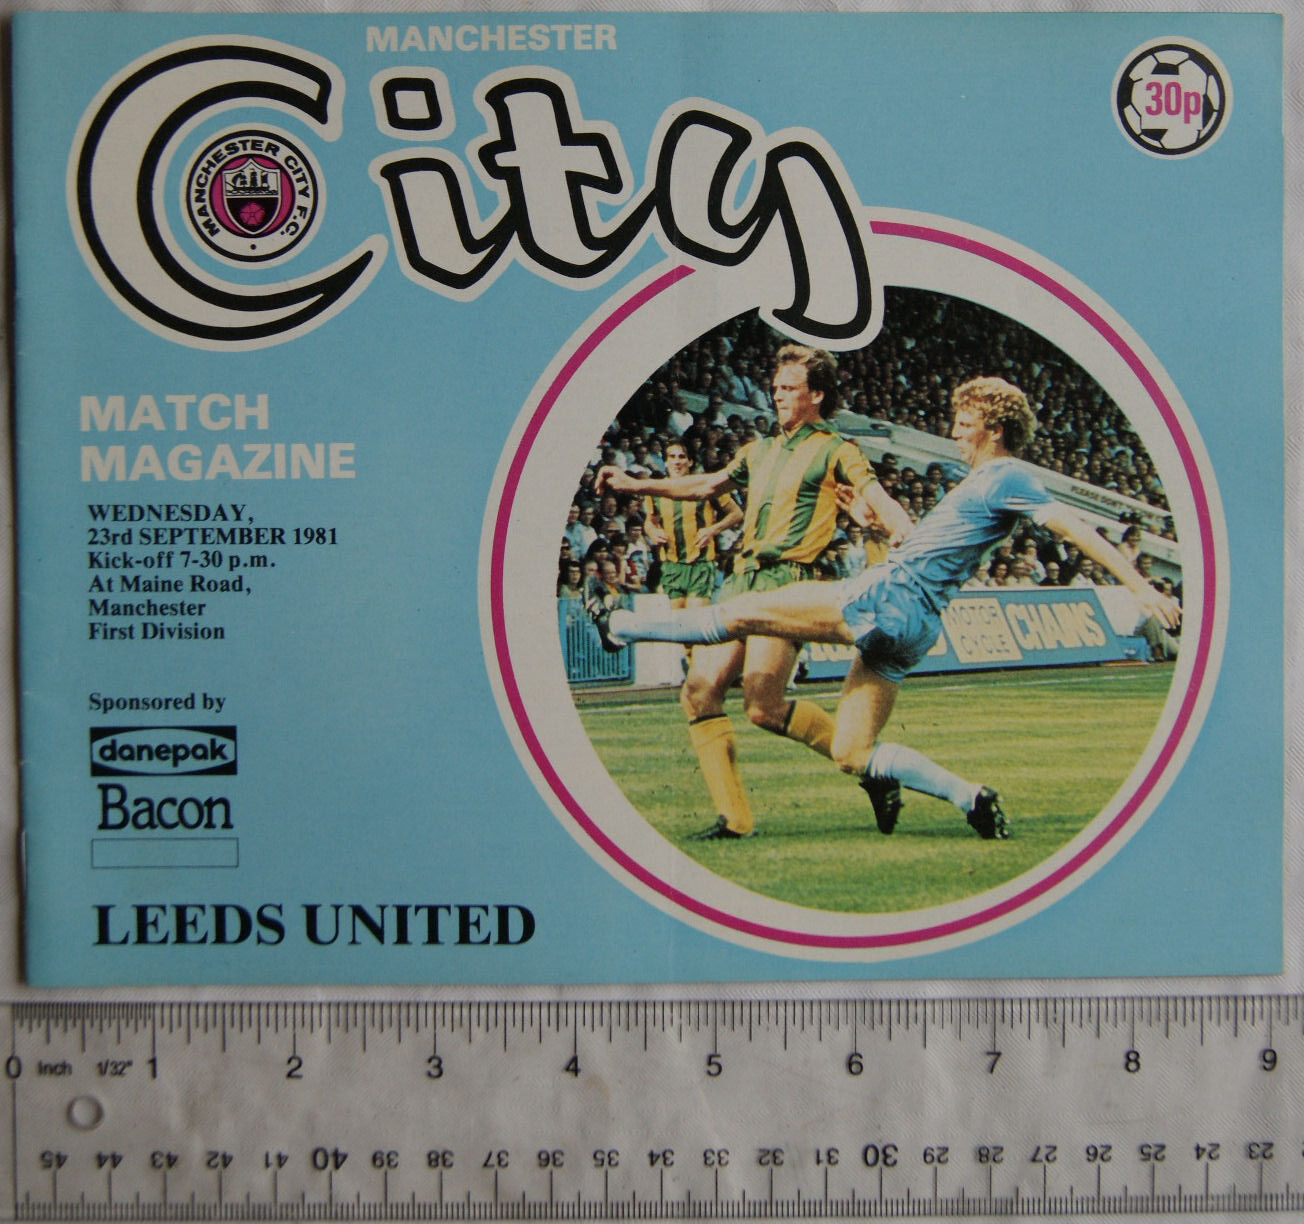 MANCHESTER
City
30p
MANCHESTER CITY F.C.
MATCH
MAGAZINE
WEDNESDAY,
23rd SEPTEMBER 1981
Kick-off 7-30 p.m.
At Maine Road,
Manchester
First Division
PLEASE DON'T
MOTOR
CYCLE
CHAINS
Sponsored by
danepak
Bacon
LEEDS UNITED
0 Inch 1/32" 1 2 3 4 5 6 7 8 9
45 44 43 42 41 40 39 38 37 36 35 34 33 32 31 30 29 28 27 26 25 24 23